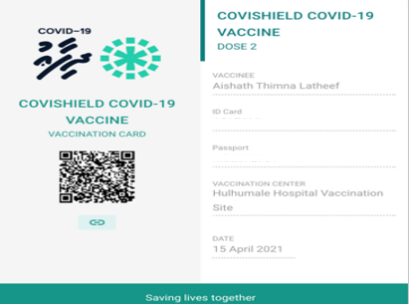 COVID-19
COVISHIELD COVID-19
VACCINE
VACCINATION CARD
COVISHIELD COVID-19
VACCINE
DOSE 2
VACCINEE
Aishath Thimna Latheef
ID Card
Passport
VACCINATION CENTER
Hulhumale Hospital Vaccination
Site
DATE
15 April 2021
Saving lives together